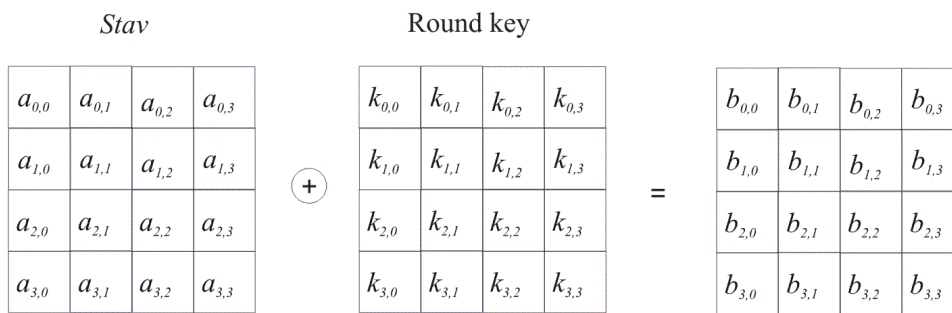 Stav Round key
a0,0 a0,1 a0,2 a0,3 k0,0 k0,1 k0,2 k0,3 b0,0 b0,1 b0,2 b0,3
a1,0 a1,1 a1,2 a1,3 k1,0 k1,1 k1,2 k1,3 b1,0 b1,1 b1,2 b1,3
+ =
a2,0 a2,1 a2,2 a2,3 k2,0 k2,1 k2,2 k2,3 b2,0 b2,1 b2,2 b2,3
a3,0 a3,1 a3,2 a3,3 k3,0 k3,1 k3,2 k3,3 b3,0 b3,1 b3,2 b3,3